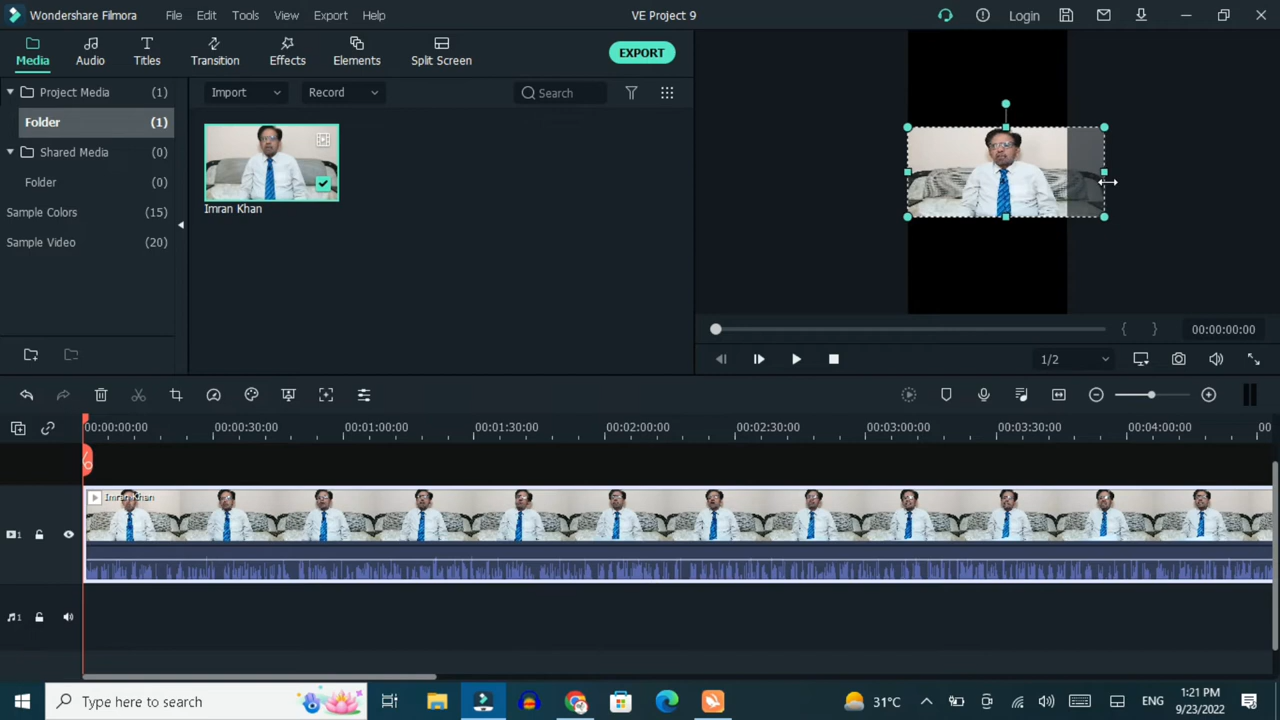 Wondershare Filmora File Edit Tools View Export Help VE Project 9 Login
Media Audio Titles Transition Effects Elements Split Screen EXPORT
Project Media (1) Import Record Search
Folder (1)
Shared Media (0)
Folder (0)
Sample Colors (15) Imran Khan
Sample Video (20)
00:00:00:00
1/2
00:00:00:00 00:00:30:00 00:01:00:00 00:01:30:00 00:02:00:00 00:02:30:00 00:03:00:00 00:03:30:00 00:04:00:00 00
Imran Khan
1
1
Type here to search 31°C ENG 1:21 PM
9/23/2022